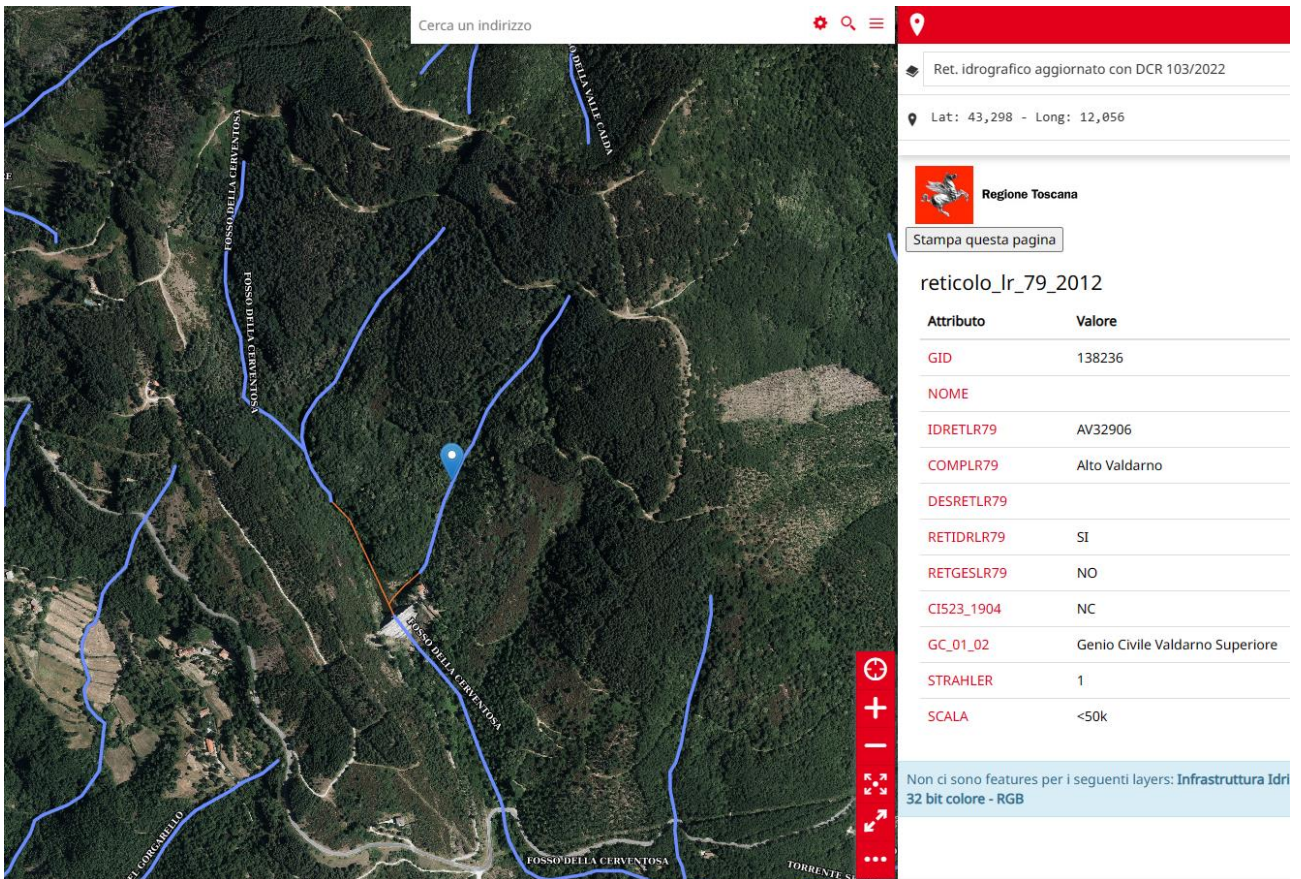 Cerca un indirizzo
FOSSO DELLA CERVENTOSA
DELLA VALLE CALDA
FOSSO DELLA CERVENTOSA
FOSSO DELLA CERVENTOSA
GORGARELLO
FOSSO DELLA CERVENTOSA
TORRENTE
Ret. idrografico aggiornato con DCR 103/2022
Lat: 43,298 - Long: 12,056
Regione Toscana
Stampa questa pagina
reticolo_lr_79_2012
Attributo Valore
GID 138236
NOME
IDRETLR79 AV32906
COMPLR79 Alto Valdarno
DESRETLR79
RETIDRLR79 SI
RETGESLR79 NO
CI523_1904 NC
GC_01_02 Genio Civile Valdarno Superiore
STRAHLER 1
SCALA <50k
Non ci sono features per i seguenti layers: Infrastruttura Idri
32 bit colore - RGB